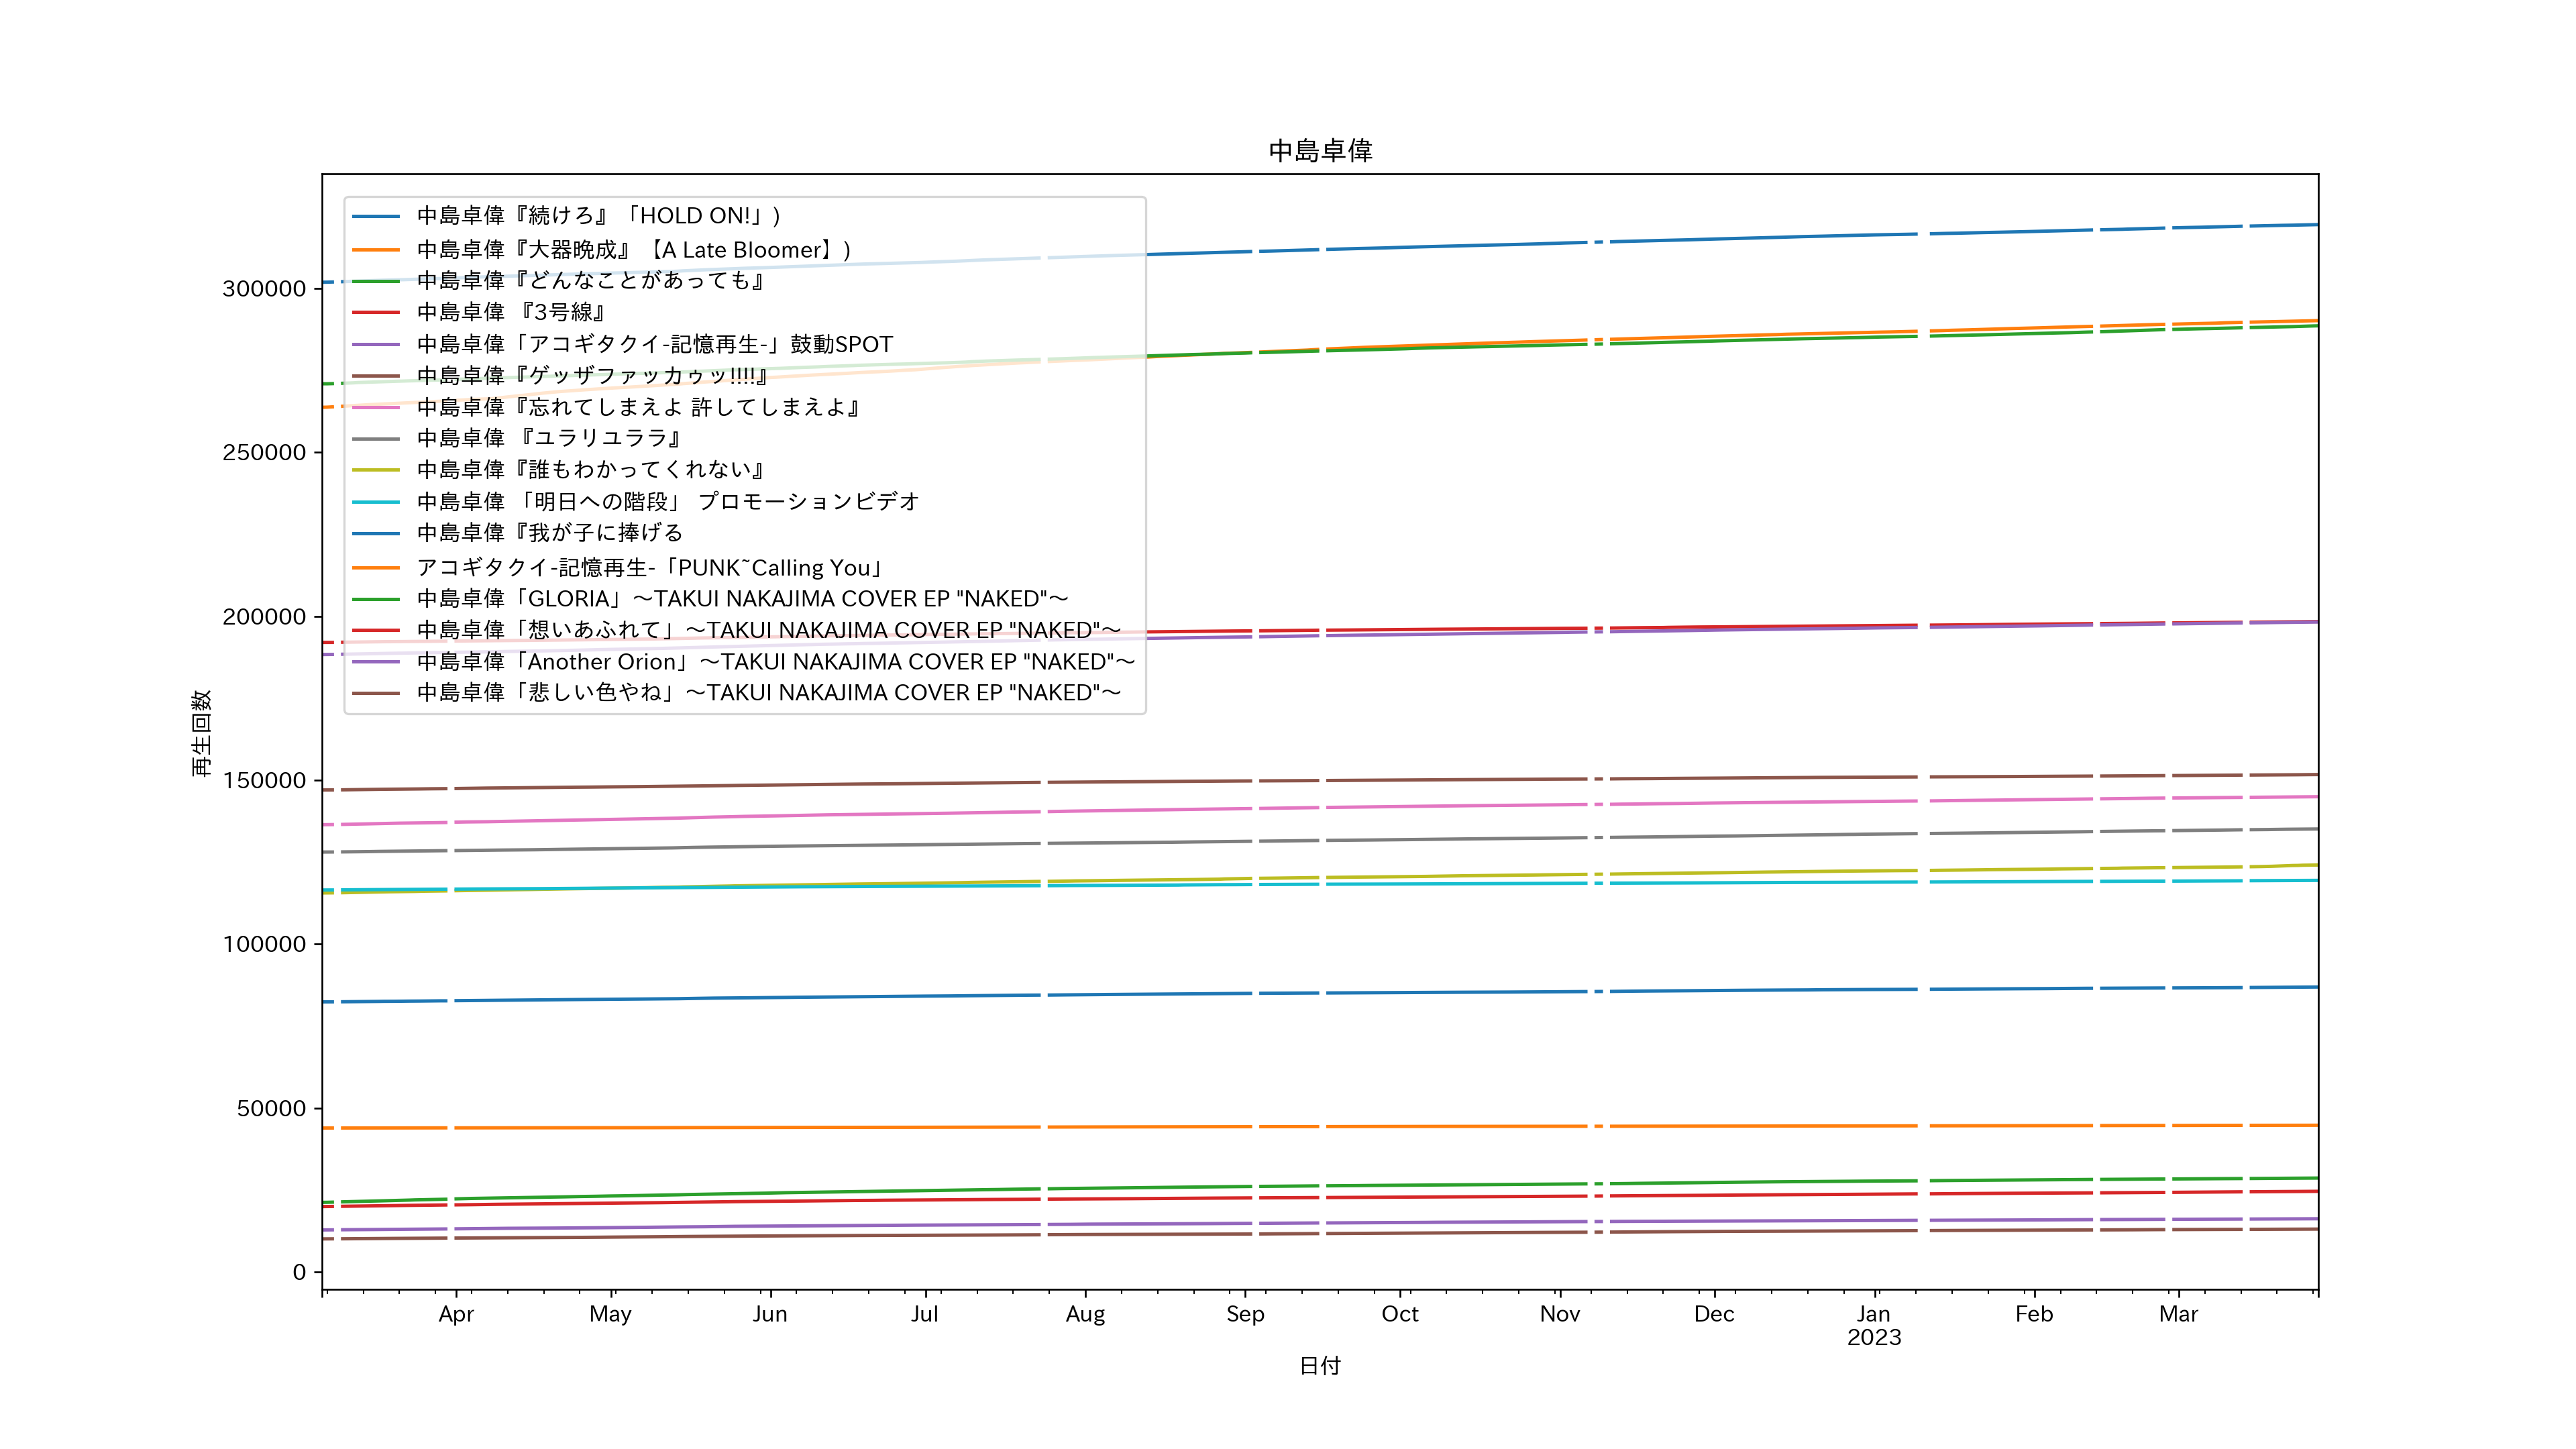 中島卓偉
中島卓偉『続けろ』「HOLD ON!」)
中島卓偉『大器晩成』【A Late Bloomer】)
中島卓偉『どんなことがあっても』
中島卓偉 『3号線』
中島卓偉「アコギタクイ-記憶再生-」鼓動SPOT
中島卓偉『ゲッザファッカゥッ!!!!』
中島卓偉『忘れてしまえよ 許してしまえよ』
中島卓偉 『ユラリユララ』
中島卓偉『誰もわかってくれない』
中島卓偉 「明日への階段」 プロモーションビデオ
中島卓偉『我が子に捧げる
アコギタクイ-記憶再生-「PUNK~Calling You」
中島卓偉「GLORIA」～TAKUI NAKAJIMA COVER EP "NAKED"～
中島卓偉「想いあふれて」～TAKUI NAKAJIMA COVER EP "NAKED"～
中島卓偉「Another Orion」～TAKUI NAKAJIMA COVER EP "NAKED"～
中島卓偉「悲しい色やね」～TAKUI NAKAJIMA COVER EP "NAKED"～
再生回数
300000
250000
200000
150000
100000
50000
0
Apr May Jun Jul Aug Sep Oct Nov Dec Jan Feb Mar
2023
日付